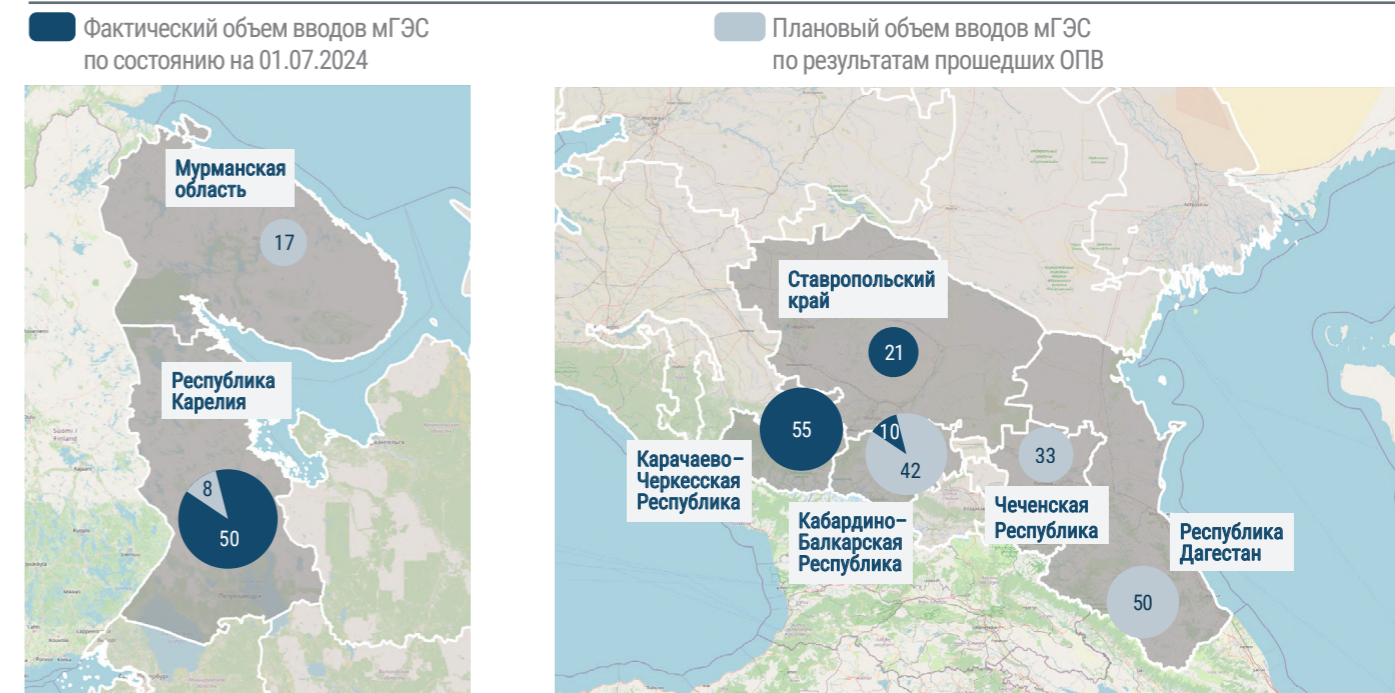 Фактический объем вводов мГЭС
по состоянию на 01.07.2024
Плановый объем вводов мГЭС
по результатам прошедших ОПВ
Мурманская
область
17
Республика
Карелия
8
50
Suomi /
Finland
Ставропольский
край
21
55
10
42
33
Карачаево–
Черкесская
Республика
Кабардино–
Балкарская
Республика
Чеченская
Республика
Республика
Дагестан
50